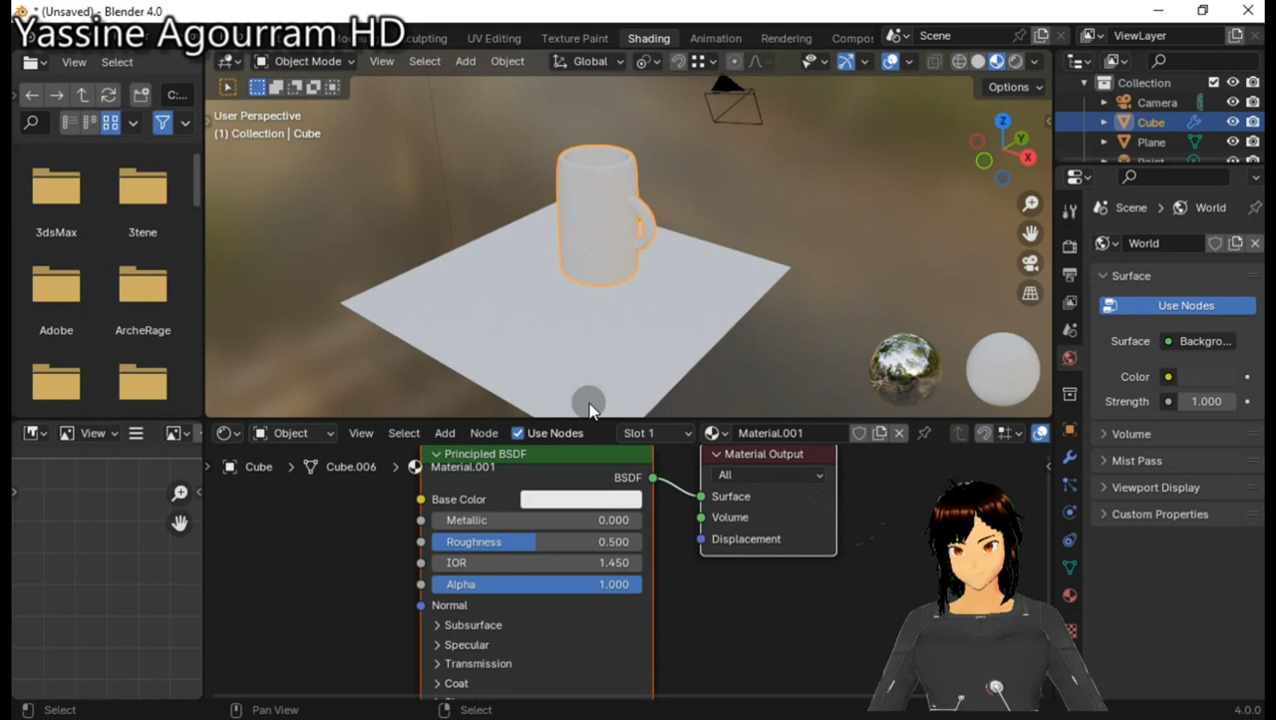 * (Unsaved) - Blender 4.0
Yassine Agourram HD
UV Editing
Texture Paint
Shading
Animation
Rendering
Compos
Scene
ViewLayer
View
Select
Object Mode
View
Select
Add
Object
Global
Options
C:...
User Perspective
(1) Collection | Cube
Z
Y
X
Collection
Camera
Cube
Plane
3dsMax
3tene
Adobe
ArcheRage
Scene
World
World
Surface
Use Nodes
Surface
Backgro...
Color
Strength
1.000
Volume
Mist Pass
Viewport Display
Custom Properties
View
Object
View
Select
Add
Node
Use Nodes
Slot 1
Material.001
Cube
Cube.006
Material.001
Principled BSDF
BSDF
Base Color
Metallic 0.000
Roughness 0.500
IOR 1.450
Alpha 1.000
Normal
Subsurface
Specular
Transmission
Coat
Material Output
All
Surface
Volume
Displacement
Select
Pan View
Select
4.0.0